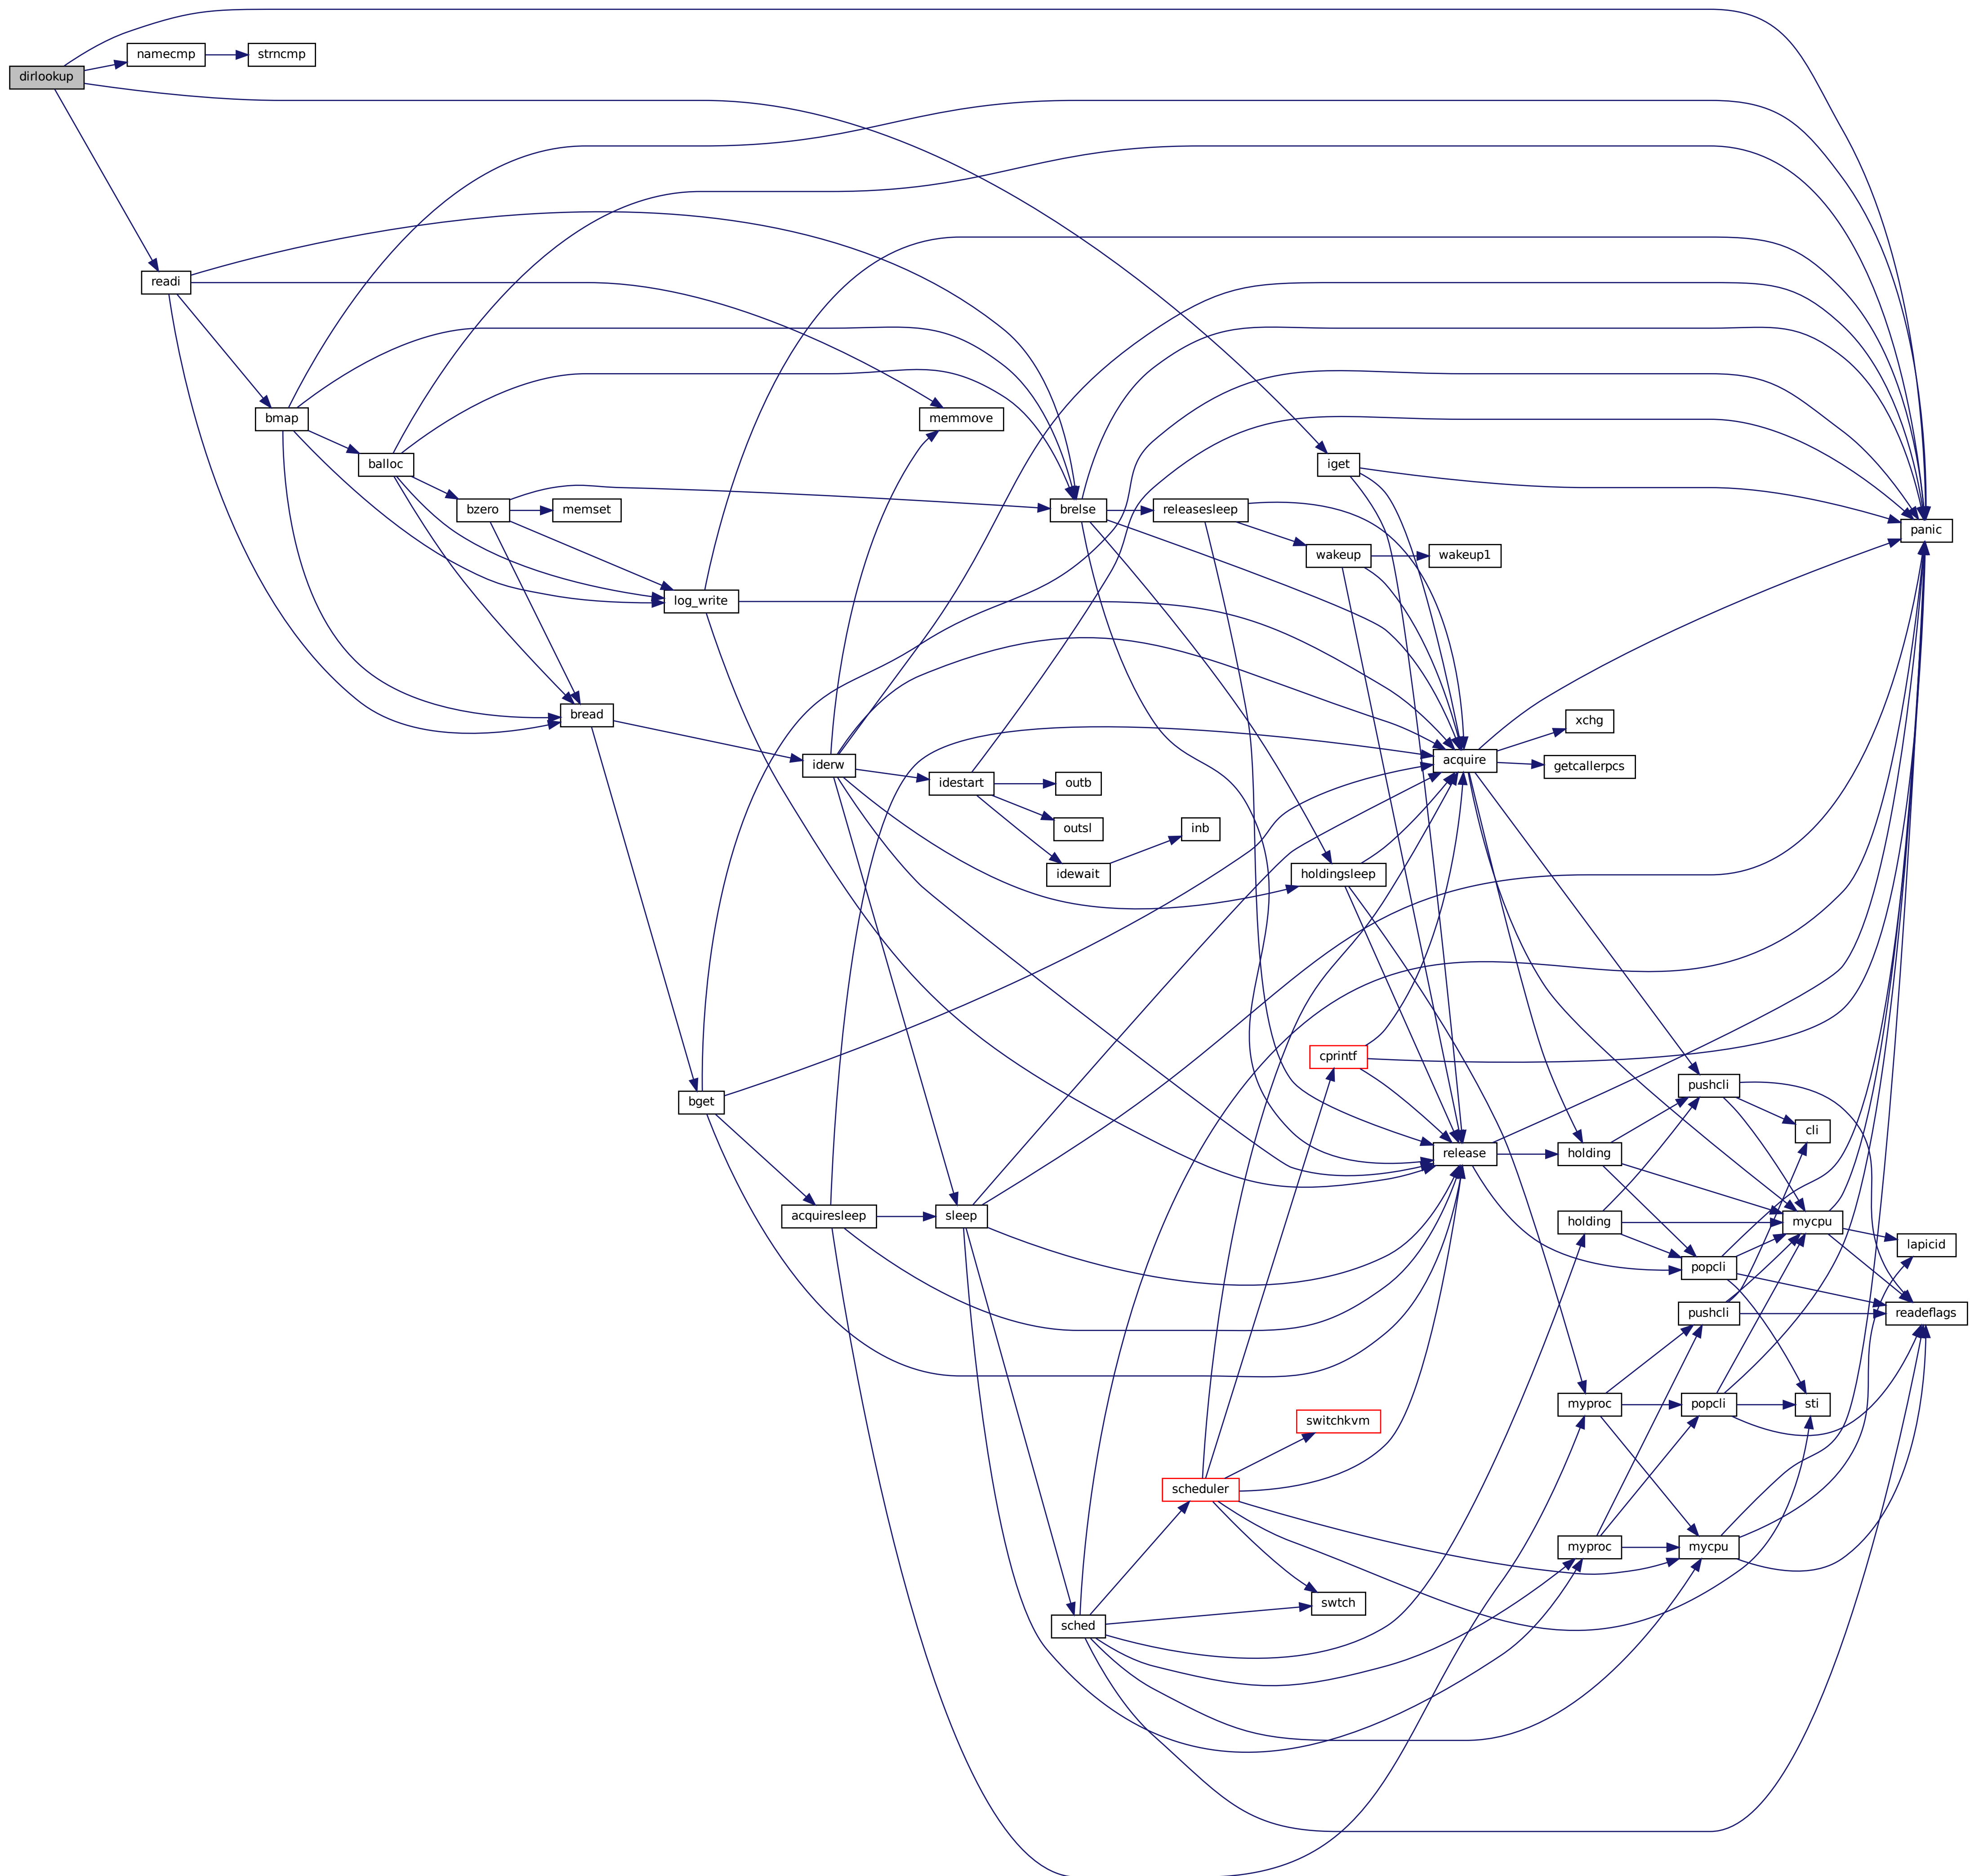 namecmp
strncmp
dirlookup
readi
bmap
memmove
balloc
iget
bzero
memset
brelse
releasesleep
panic
wakeup
wakeup1
log_write
bread
xchg
iderw
acquire
getcallerpcs
idestart
outb
outsl
inb
idewait
holdingsleep
cprintf
pushcli
bget
cli
release
holding
acquiresleep
sleep
holding
mycpu
lapicid
popcli
pushcli
readeflags
myproc
popcli
sti
switchkvm
scheduler
myproc
mycpu
swtch
sched